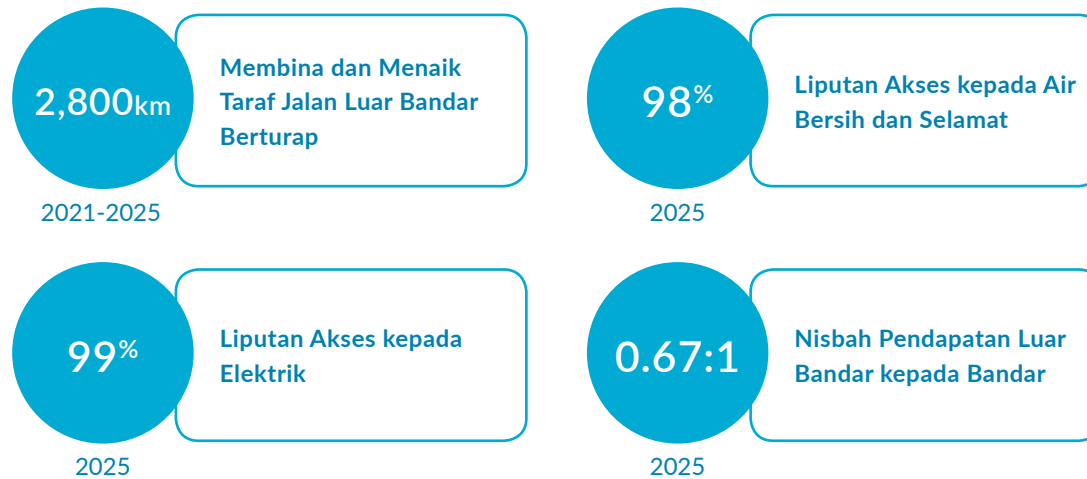 2,800km
Membina dan Menaik
Taraf Jalan Luar Bandar
Berturap
2021-2025
98%
Liputan Akses kepada Air
Bersih dan Selamat
2025
99%
Liputan Akses kepada
Elektrik
2025
0.67:1
Nisbah Pendapatan Luar
Bandar kepada Bandar
2025